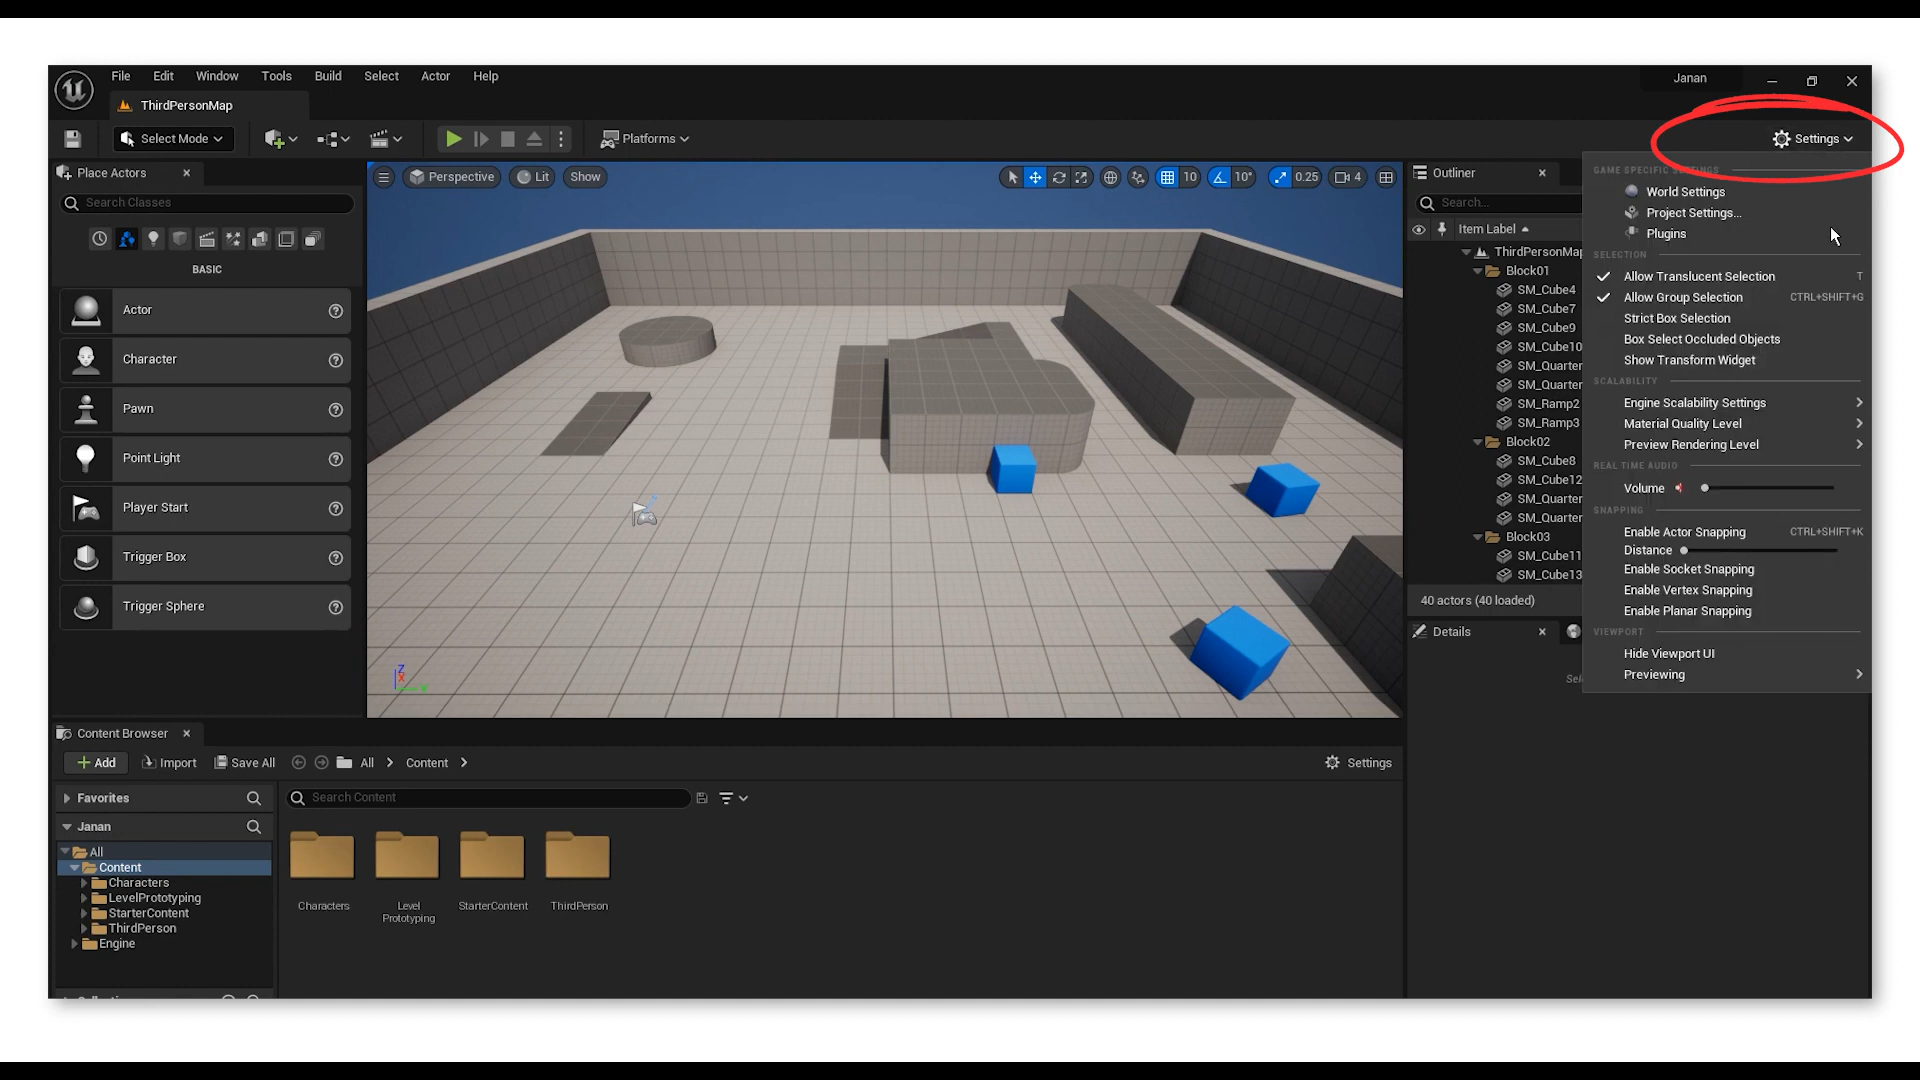 File Edit Window Tools Build Select Actor Help
Janan
ThirdPersonMap
Select Mode
Platforms
Settings
Place Actors
Search Classes
BASIC
Actor
Character
Pawn
Point Light
Player Start
Trigger Box
Trigger Sphere
Perspective Lit Show
10 10° 0.25 4
Z
X
Y
Outliner
Search...
Item Label
ThirdPersonMap
Block01
SM_Cube4
SM_Cube7
SM_Cube9
SM_Cube10
SM_Quarter
SM_Quarter
SM_Ramp2
SM_Ramp3
Block02
SM_Cube8
SM_Cube12
SM_Quarter
SM_Quarter
Block03
SM_Cube11
SM_Cube13
40 actors (40 loaded)
Details
Sel
GAME SPECIFIC SETTINGS
World Settings
Project Settings...
Plugins
SELECTION
Allow Translucent Selection T
Allow Group Selection CTRL+SHIFT+G
Strict Box Selection
Box Select Occluded Objects
Show Transform Widget
SCALABILITY
Engine Scalability Settings
Material Quality Level
Preview Rendering Level
REAL TIME AUDIO
Volume
SNAPPING
Enable Actor Snapping CTRL+SHIFT+K
Distance
Enable Socket Snapping
Enable Vertex Snapping
Enable Planar Snapping
VIEWPORT
Hide Viewport UI
Previewing
Content Browser
Add Import Save All All Content Settings
Favorites
Search Content
Janan
All
Content
Characters
LevelPrototyping
StarterContent
ThirdPerson
Engine
Characters
Level
Prototyping
StarterContent
ThirdPerson